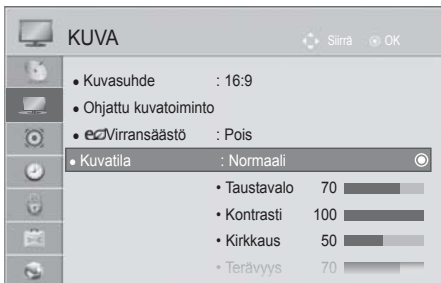 KUVA Siirrä OK
• Kuvasuhde : 16:9
• Ohjattu kuvatoiminto
• eco Virransäästö : Pois
• Kuvatila : Normaali
• Taustavalo 70
• Kontrasti 100
• Kirkkaus 50
• Terävyys 70